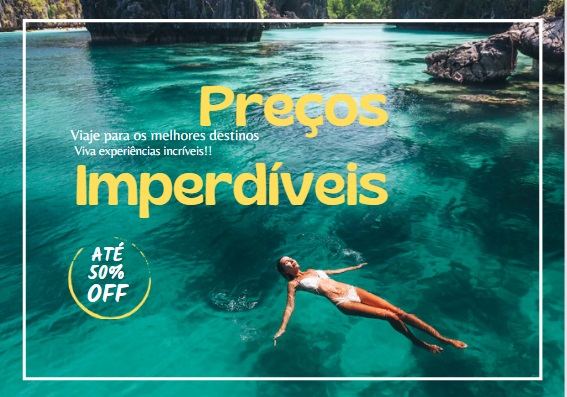 Preços
Viaje para os melhores destinos
Viva experiências incríveis!!
Imperdíveis
ATÉ
50%
OFF